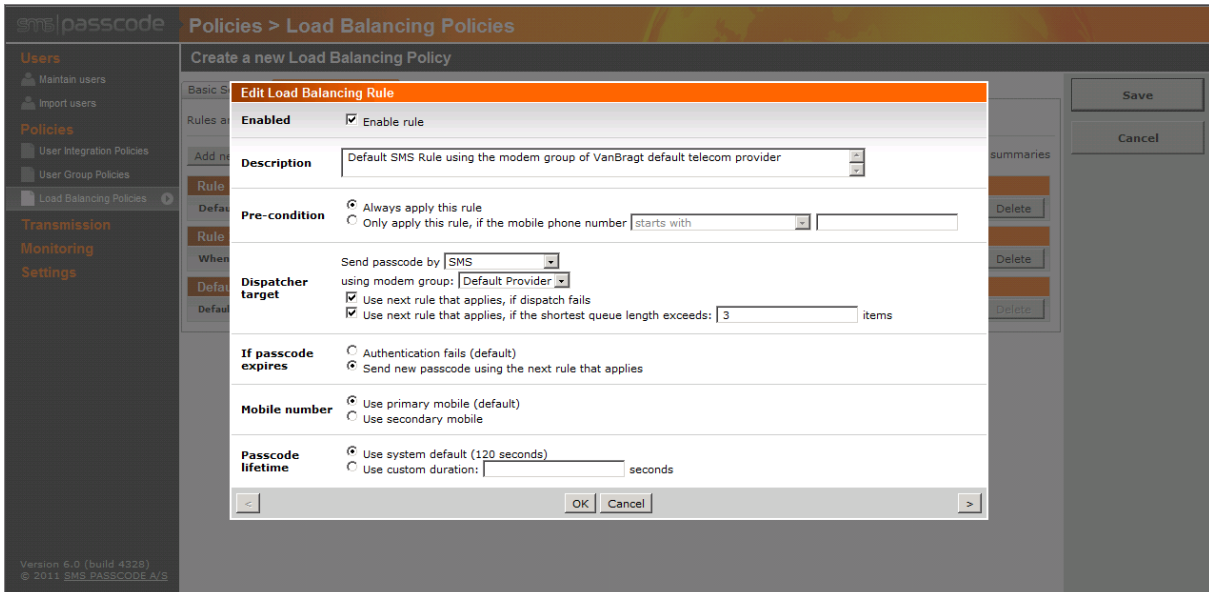 sms|passcode
Policies > Load Balancing Policies
Users
Maintain users
Import users
Policies
User Integration Policies
User Group Policies
Load Balancing Policies
Transmission
Monitoring
Settings
Version 6.0 (build 4328)
© 2011 SMS PASSCODE A/S
Create a new Load Balancing Policy
Basic
Rules
Add
summaries
Rule
Delete
Rule
When
Delete
Delete
Save
Cancel
Edit Load Balancing Rule
Enabled Enable rule
Description Default SMS Rule using the modem group of VanBragt default telecom provider
Pre-condition Always apply this rule
Only apply this rule, if the mobile phone number starts with
Dispatcher target
Send passcode by SMS
using modem group: Default Provider
Use next rule that applies, if dispatch fails
Use next rule that applies, if the shortest queue length exceeds: 3 items
If passcode expires
Authentication fails (default)
Send new passcode using the next rule that applies
Mobile number
Use primary mobile (default)
Use secondary mobile
Passcode lifetime
Use system default (120 seconds)
Use custom duration: seconds
< OK Cancel >